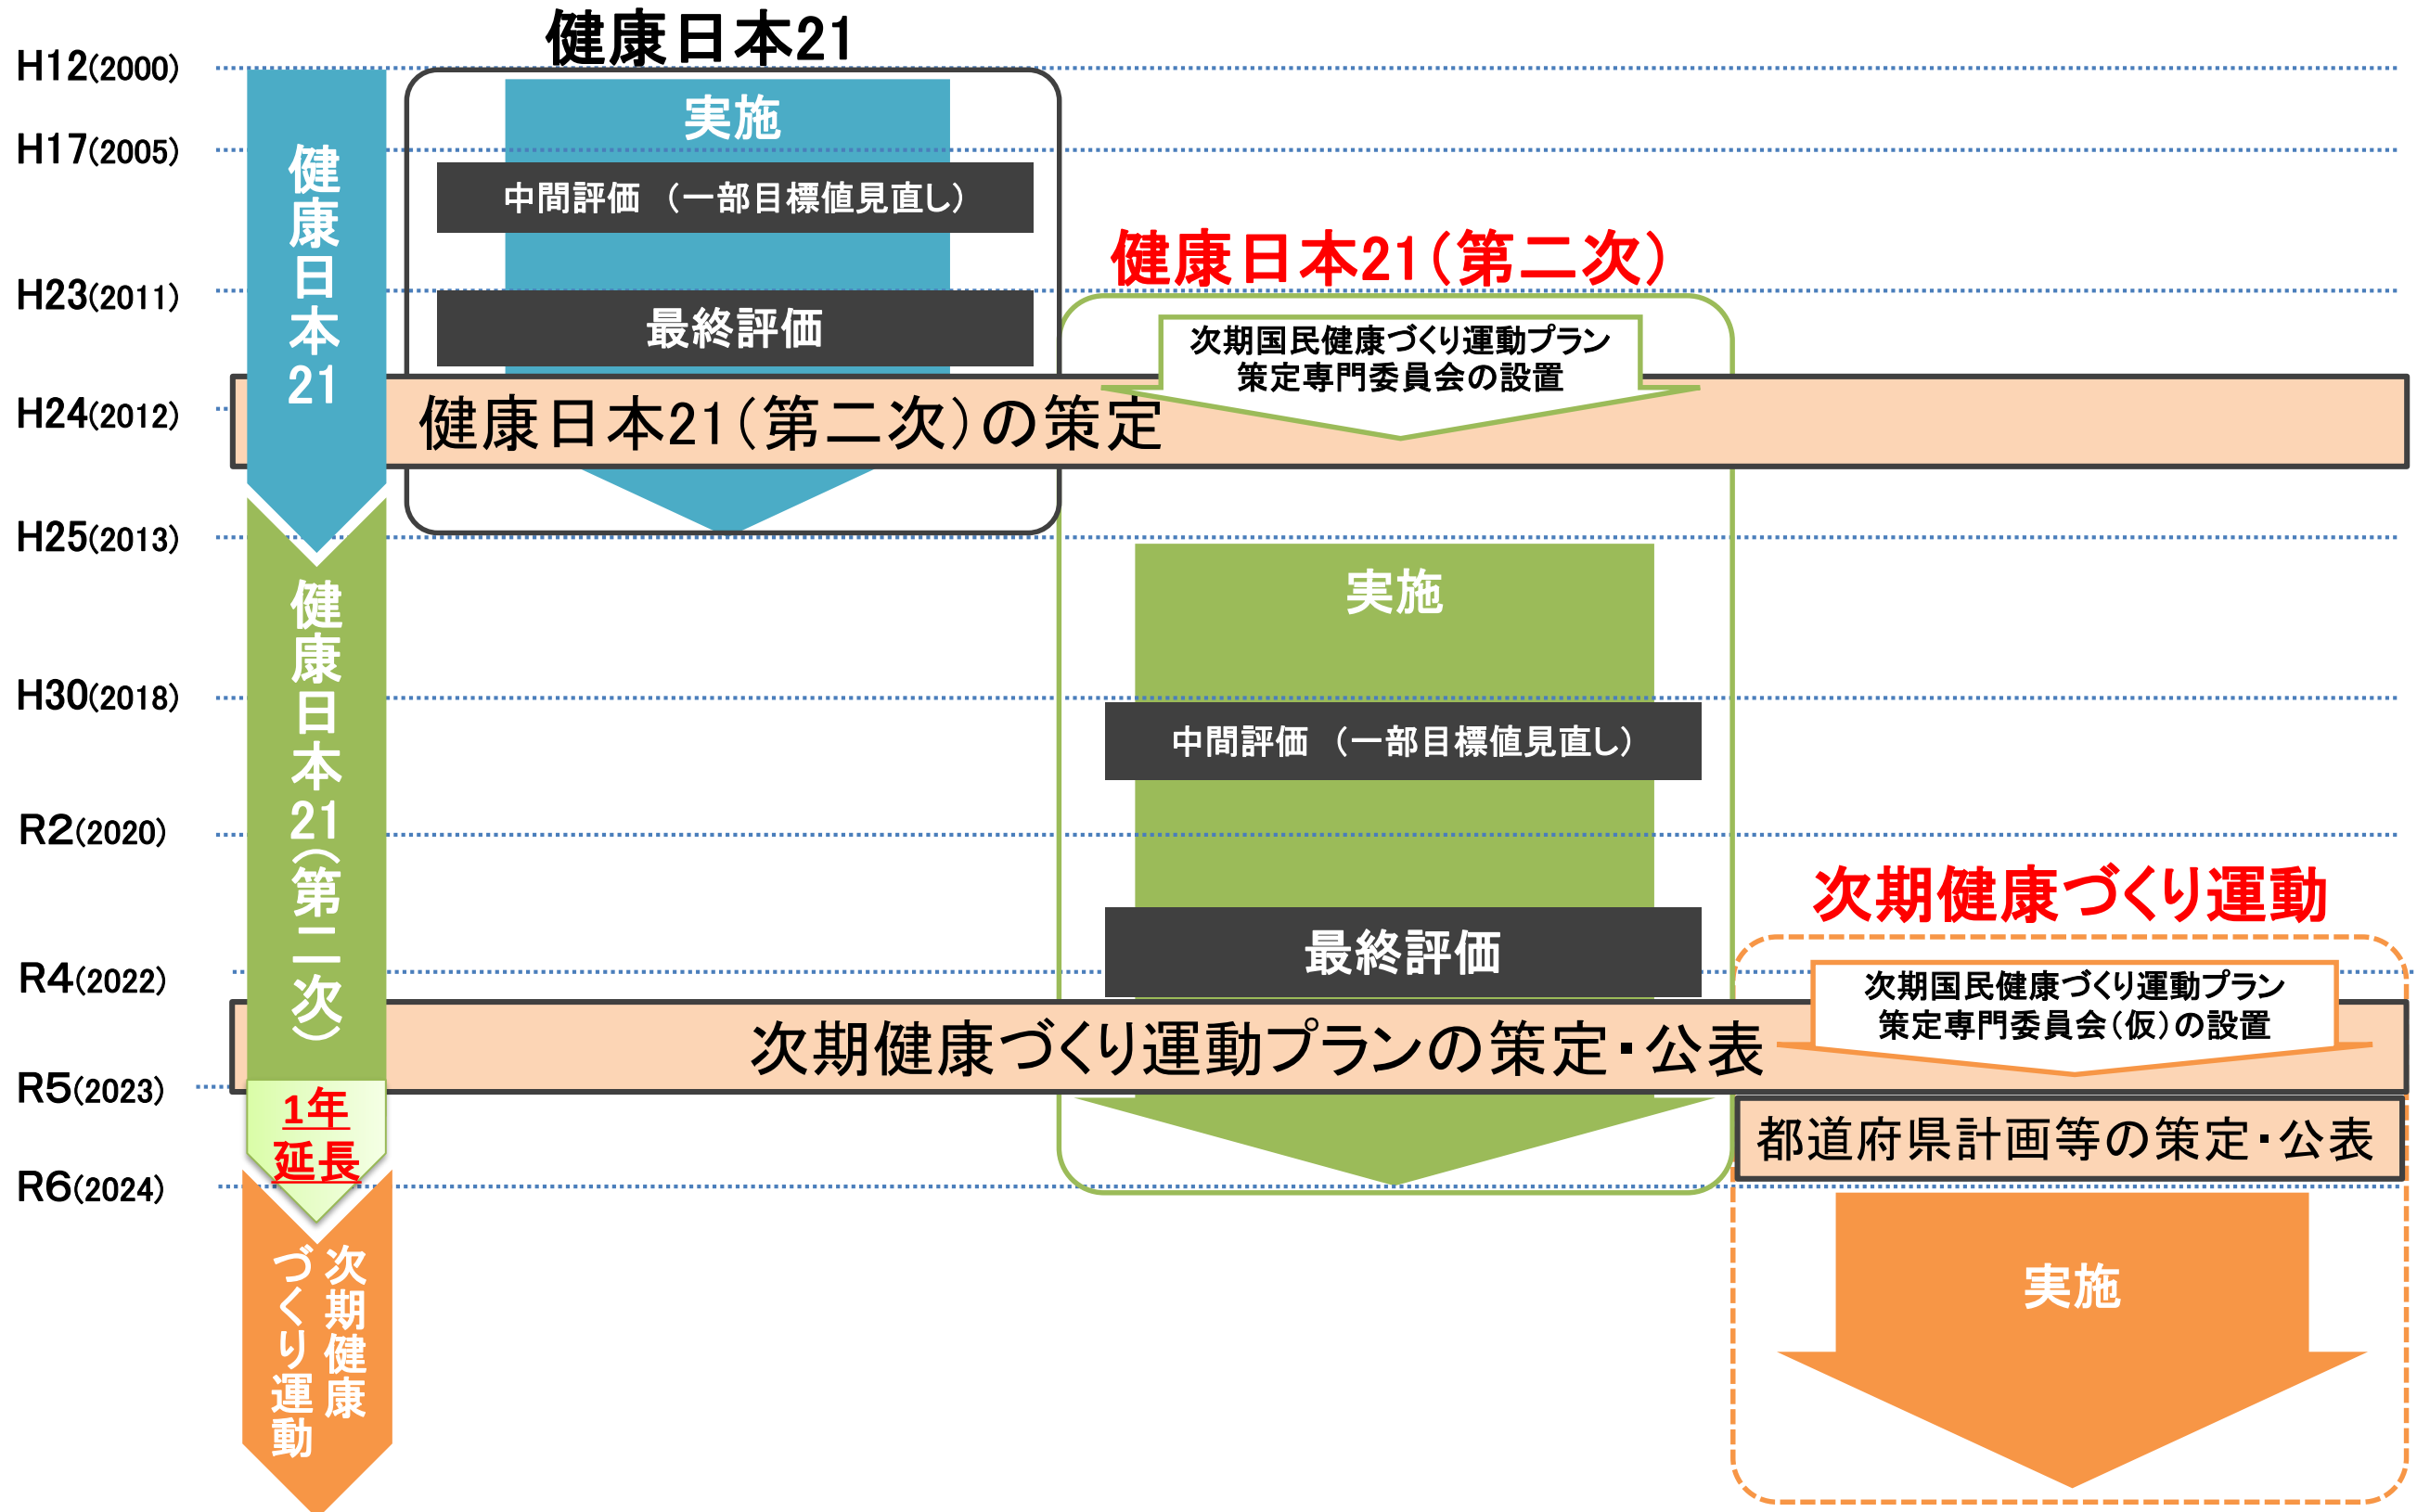 健康日本21
H12(2000)
実施
H17(2005)
中間評価 （一部目標値見直し）
健康日本21
健康日本21（第二次）
H23(2011)
最終評価
次期国民健康づくり運動プラン
策定専門委員会の設置
H24(2012)
健康日本21（第二次）の策定
H25(2013)
実施
健康日本21（第二次）
H30(2018)
中間評価 （一部目標値見直し）
R2(2020)
次期健康づくり運動
最終評価
R4(2022)
次期国民健康づくり運動プラン
策定専門委員会（仮）の設置
次期健康づくり運動プランの策定・公表
R5(2023)
1年
延長
都道府県計画等の策定・公表
R6(2024)
次期健康
づくり運動
実施